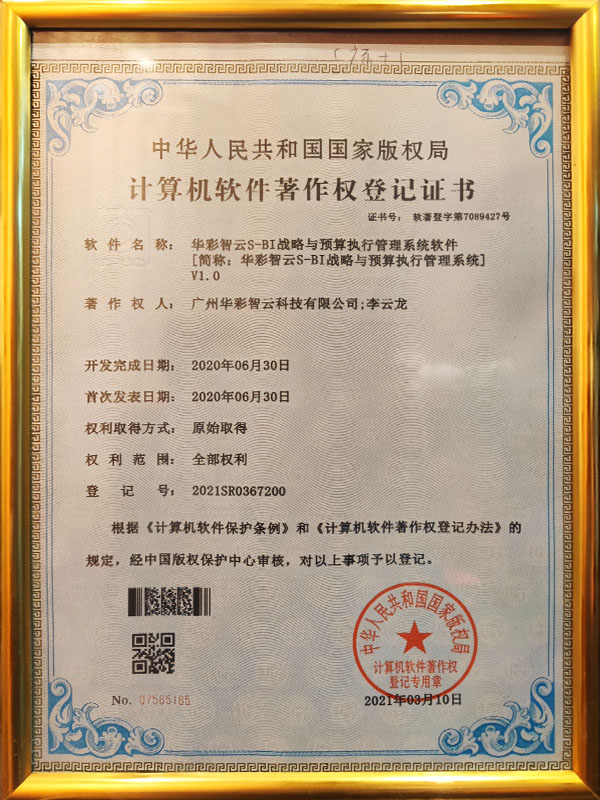 中华人民共和国国家版权局
计算机软件著作权登记证书
证书号： 软著登字第7089427号
软件名称： 华彩智云S-BI战略与预算执行管理系统软件
[简称：华彩智云S-BI战略与预算执行管理系统]
V1.0
著作权人： 广州华彩智云科技有限公司;李云龙
开发完成日期： 2020年06月30日
首次发表日期： 2020年06月30日
权利取得方式： 原始取得
权利范围： 全部权利
登记号： 2021SR0367200
根据《计算机软件保护条例》和《计算机软件著作权登记办法》的
规定，经中国版权保护中心审核，对以上事项予以登记。
中华人民共和国国家版权局
计算机软件著作权
登记专用章
No. 07565165
2021年03月10日